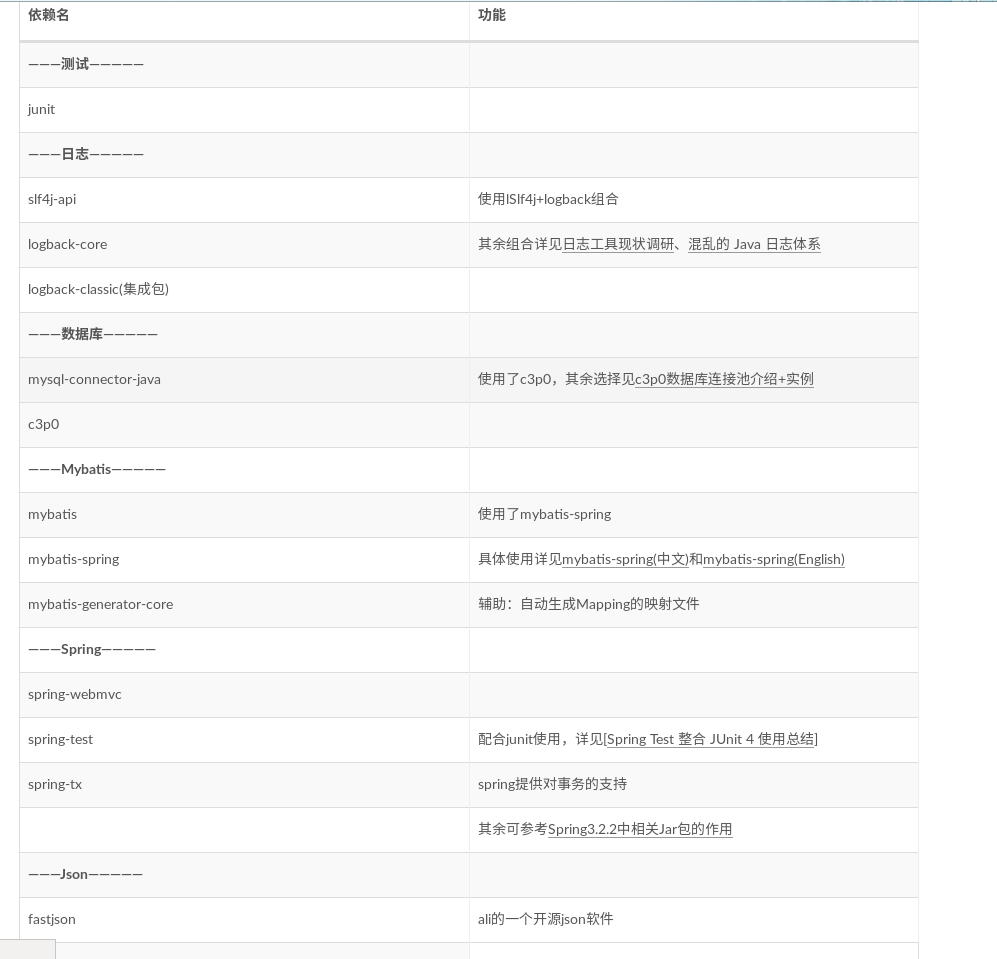 依赖名 功能
———测试—————
junit
———日志—————
slf4j-api 使用lSlf4j+logback组合
logback-core 其余组合详见日志工具现状调研、混乱的 Java 日志体系
logback-classic(集成包)
———数据库—————
mysql-connector-java 使用了c3p0，其余选择见c3p0数据库连接池介绍+实例
c3p0
———Mybatis—————
mybatis 使用了mybatis-spring
mybatis-spring 具体使用详见mybatis-spring(中文)和mybatis-spring(English)
mybatis-generator-core 辅助：自动生成Mapping的映射文件
———Spring—————
spring-webmvc
spring-test 配合junit使用，详见[Spring Test 整合 JUnit 4 使用总结]
spring-tx spring提供对事务的支持
其余可参考Spring3.2.2中相关Jar包的作用
———Json—————
fastjson ali的一个开源json软件